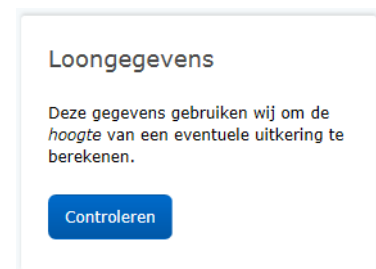 Loongegevens
Deze gegevens gebruiken wij om de
hoogte van een eventuele uitkering te
berekenen.
Controleren